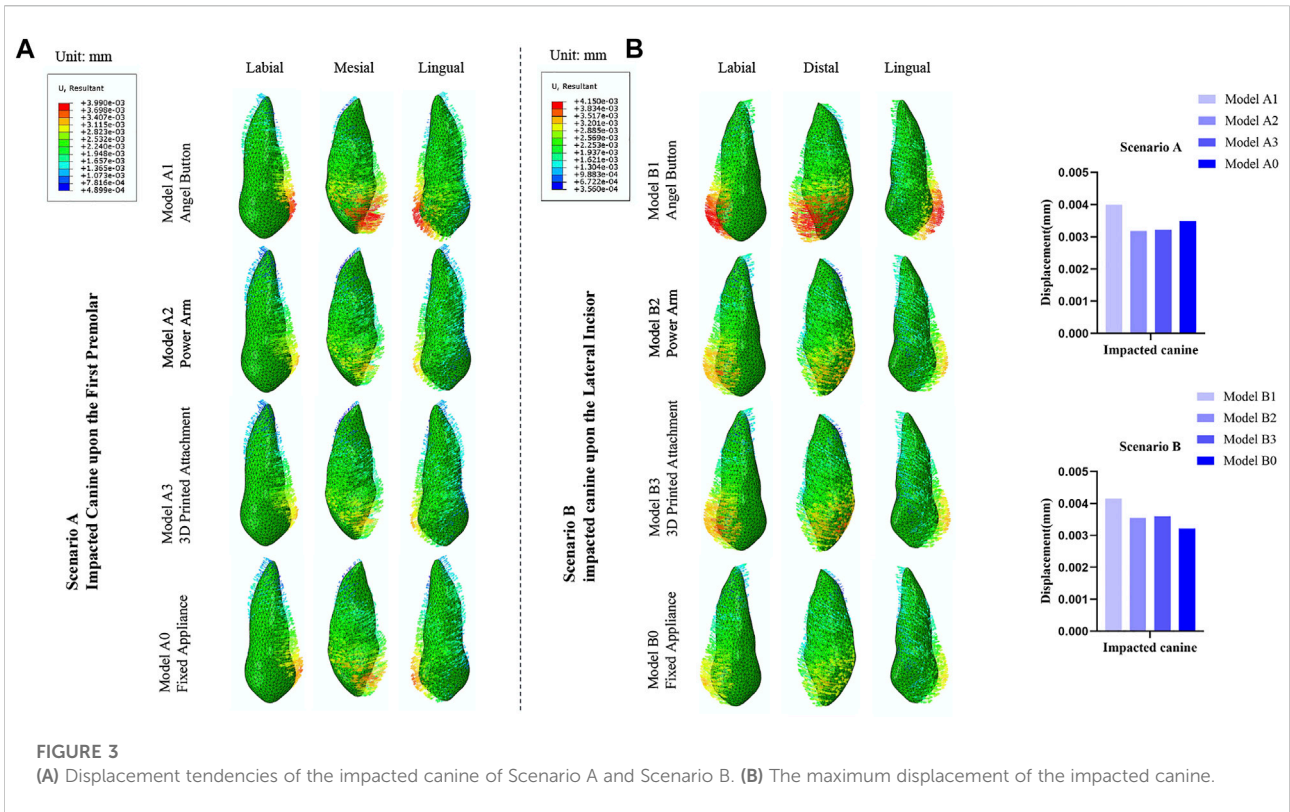 A
Unit: mm
U, Resultant
+3.990e-03
+3.698e-03
+3.407e-03
+3.115e-03
+2.823e-03
+2.532e-03
+2.240e-03
+1.948e-03
+1.657e-03
+1.365e-03
+1.073e-03
+7.816e-04
+4.899e-04
Labial
Mesial
Lingual
Scenario A
Impacted Canine upon the First Premolar
Model A1
Angel Button
Model A2
Power Arm
Model A3
3D Printed Attachment
Model A0
Fixed Appliance
Unit: mm
B
U, Resultant
+4.150e-03
+3.834e-03
+3.517e-03
+3.201e-03
+2.885e-03
+2.569e-03
+2.253e-03
+1.937e-03
+1.621e-03
+1.304e-03
+9.883e-04
+6.722e-04
+3.560e-04
Labial
Distal
Lingual
Scenario B
impacted canine upon the Lateral Incisor
Model B1
Angel Button
Model B2
Power Arm
Model B3
3D Printed Attachment
Model B0
Fixed Appliance
Model A1
Model A2
Model A3
Model A0
Scenario A
Displacement(mm)
0.005
0.004
0.003
0.002
0.001
0.000
Impacted canine
Model B1
Model B2
Model B3
Model B0
Scenario B
Displacement(mm)
0.005
0.004
0.003
0.002
0.001
0.000
Impacted canine
FIGURE 3
(A) Displacement tendencies of the impacted canine of Scenario A and Scenario B. (B) The maximum displacement of the impacted canine.